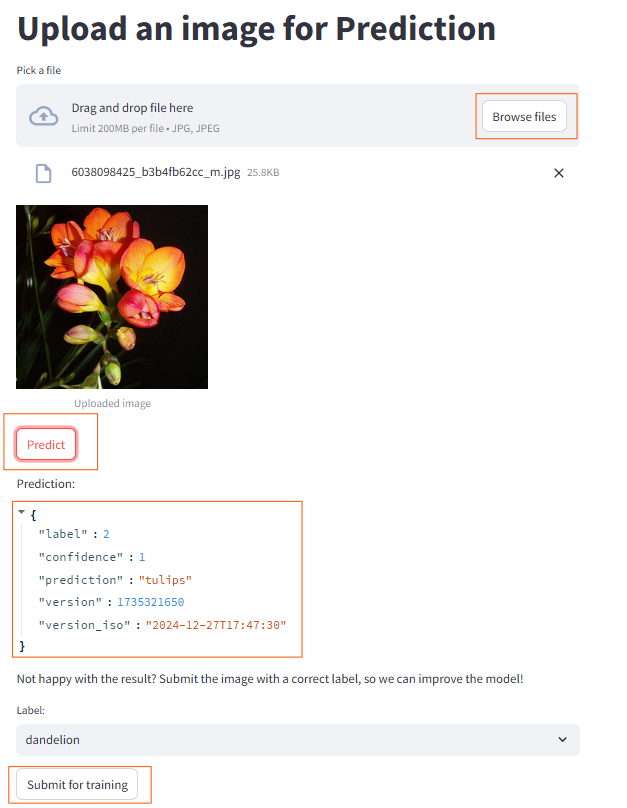 Upload an image for Prediction
Pick a file
Drag and drop file here
Limit 200MB per file • JPG, JPEG
Browse files
6038098425_b3b4fb62cc_m.jpg 25.8KB
Uploaded image
Predict
Prediction:
{
"label" : 2
"confidence" : 1
"prediction" : "tulips"
"version" : 1735321650
"version_iso" : "2024-12-27T17:47:30"
}
Not happy with the result? Submit the image with a correct label, so we can improve the model!
Label:
dandelion
Submit for training